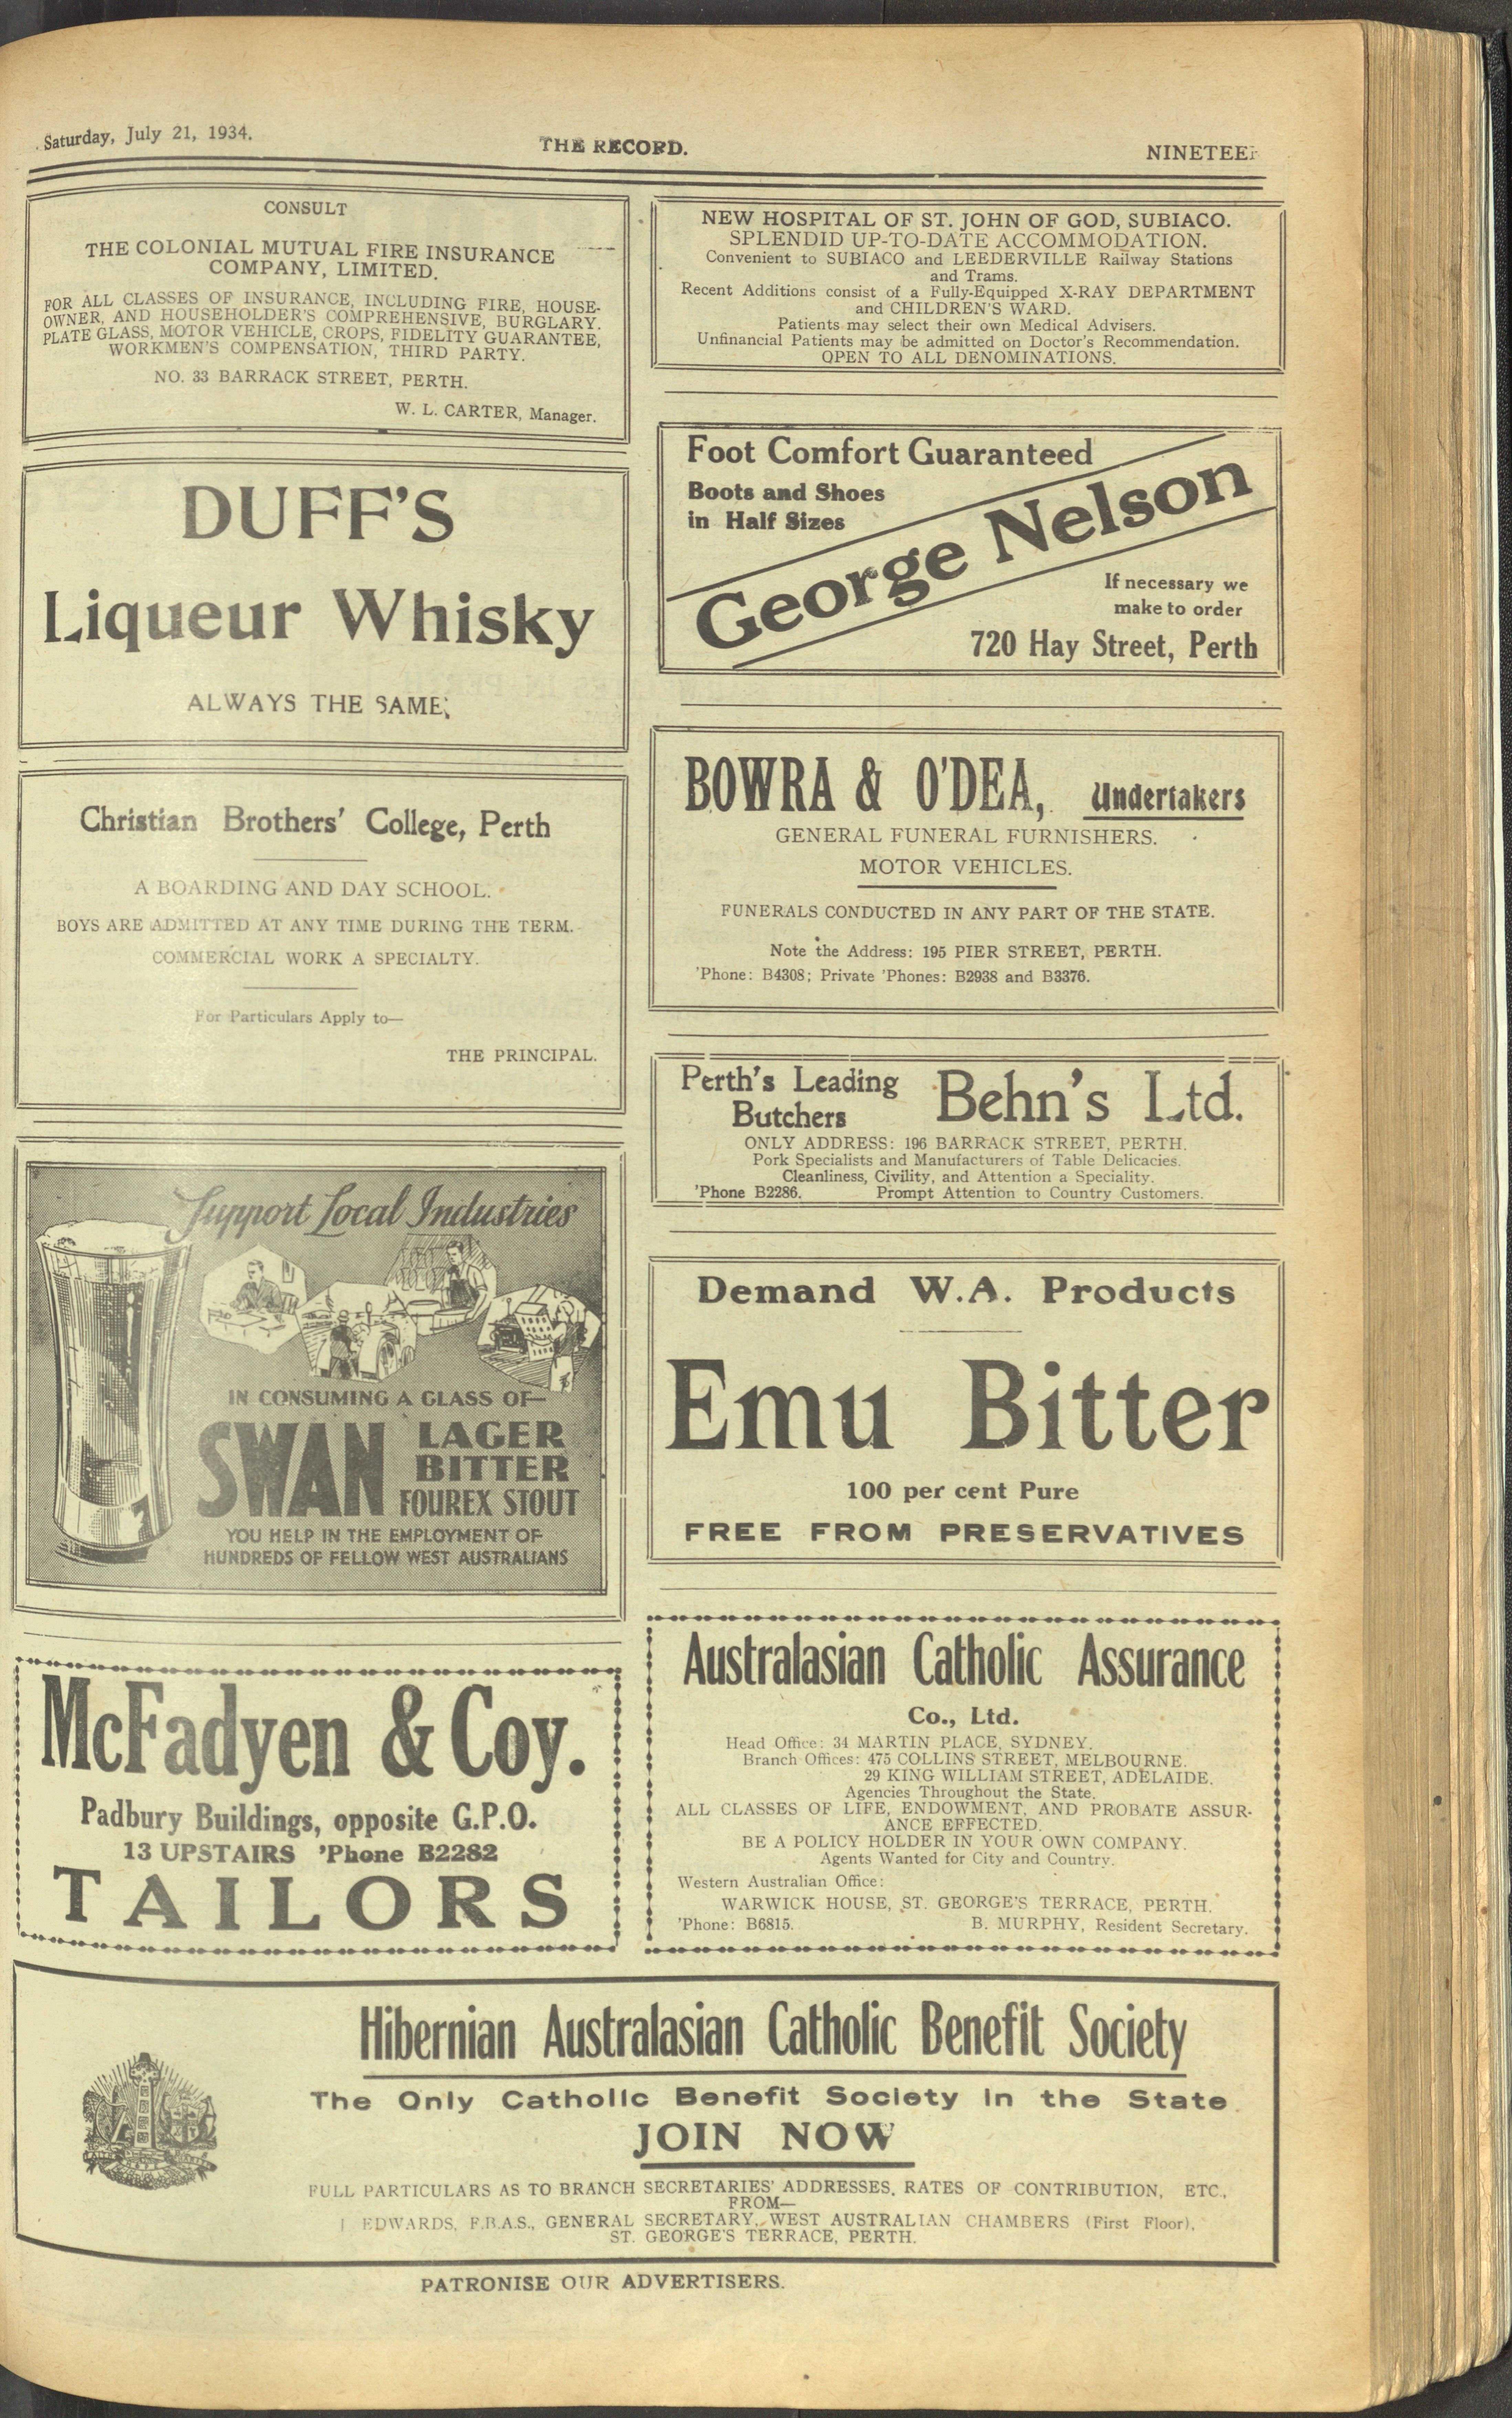 Saturday, July 21, 1934.
THE RECORD.
NINETEE
CONSULT
THE COLONIAL MUTUAL FIRE INSURANCE
COMPANY, LIMITED.
FOR ALL CLASSES OF INSURANCE, INCLUDING FIRE, HOUSE-
OWNER, AND HOUSEHOLDER'S COMPREHENSIVE, BURGLARY.
PLATE GLASS, MOTOR VEHICLE, CROPS, FIDELITY GUARANTEE,
WORKMEN'S COMPENSATION, THIRD PARTY.
NO. 33 BARRACK STREET, PERTH.
W. L. CARTER, Manager.
DUFF'S
Liqueur Whisky
ALWAYS THE SAME;
Christian Brothers' College, Perth
A BOARDING AND DAY SCHOOL.
BOYS ARE ADMITTED AT ANY TIME DURING THE TERM.
COMMERCIAL WORK A SPECIALTY.
For Particulars Apply to—
THE PRINCIPAL.
Support Local Industries
IN CONSUMING A GLASS OF—
SWAN LAGER
BITTER
FOUREX STOUT
YOU HELP IN THE EMPLOYMENT OF
HUNDREDS OF FELLOW WEST AUSTRALIANS
McFadyen & Coy.
Padbury Buildings, opposite G.P.O.
13 UPSTAIRS 'Phone B2282
TAILORS
NEW HOSPITAL OF ST. JOHN OF GOD, SUBIACO.
SPLENDID UP-TO-DATE ACCOMMODATION.
Convenient to SUBIACO and LEEDERVILLE Railway Stations
and Trams.
Recent Additions consist of a Fully-Equipped X-RAY DEPARTMENT
and CHILDREN'S WARD.
Patients may select their own Medical Advisers.
Unfinancial Patients may be admitted on Doctor's Recommendation.
OPEN TO ALL DENOMINATIONS.
Foot Comfort Guaranteed
Boots and Shoes
in Half Sizes
George Nelson
If necessary we
make to order
720 Hay Street, Perth
BOWRA & O'DEA, Undertakers
GENERAL FUNERAL FURNISHERS.
MOTOR VEHICLES.
FUNERALS CONDUCTED IN ANY PART OF THE STATE.
Note the Address: 195 PIER STREET, PERTH.
'Phone: B4308; Private 'Phones: B2938 and B3376.
Perth's Leading
Butchers
Behn's Ltd.
ONLY ADDRESS: 196 BARRACK STREET, PERTH.
Pork Specialists and Manufacturers of Table Delicacies.
Cleanliness, Civility, and Attention a Speciality.
'Phone B2286. Prompt Attention to Country Customers.
Demand W.A. Products
Emu Bitter
100 per cent Pure
FREE FROM PRESERVATIVES
Australasian Catholic Assurance
Co., Ltd.
Head Office: 34 MARTIN PLACE, SYDNEY.
Branch Offices: 475 COLLINS STREET, MELBOURNE.
29 KING WILLIAM STREET, ADELAIDE.
Agencies Throughout the State.
ALL CLASSES OF LIFE, ENDOWMENT, AND PROBATE ASSUR-
ANCE EFFECTED.
BE A POLICY HOLDER IN YOUR OWN COMPANY.
Agents Wanted for City and Country.
Western Australian Office:
WARWICK HOUSE, ST. GEORGE'S TERRACE, PERTH.
'Phone: B6815. B. MURPHY, Resident Secretary.
Hibernian Australasian Catholic Benefit Society
The Only Catholic Benefit Society in the State
JOIN NOW
FULL PARTICULARS AS TO BRANCH SECRETARIES' ADDRESSES, RATES OF CONTRIBUTION, ETC.,
FROM—
EDWARDS, F.B.A.S., GENERAL SECRETARY, WEST AUSTRALIAN CHAMBERS (First Floor),
ST. GEORGE'S TERRACE, PERTH.
PATRONISE OUR ADVERTISERS.